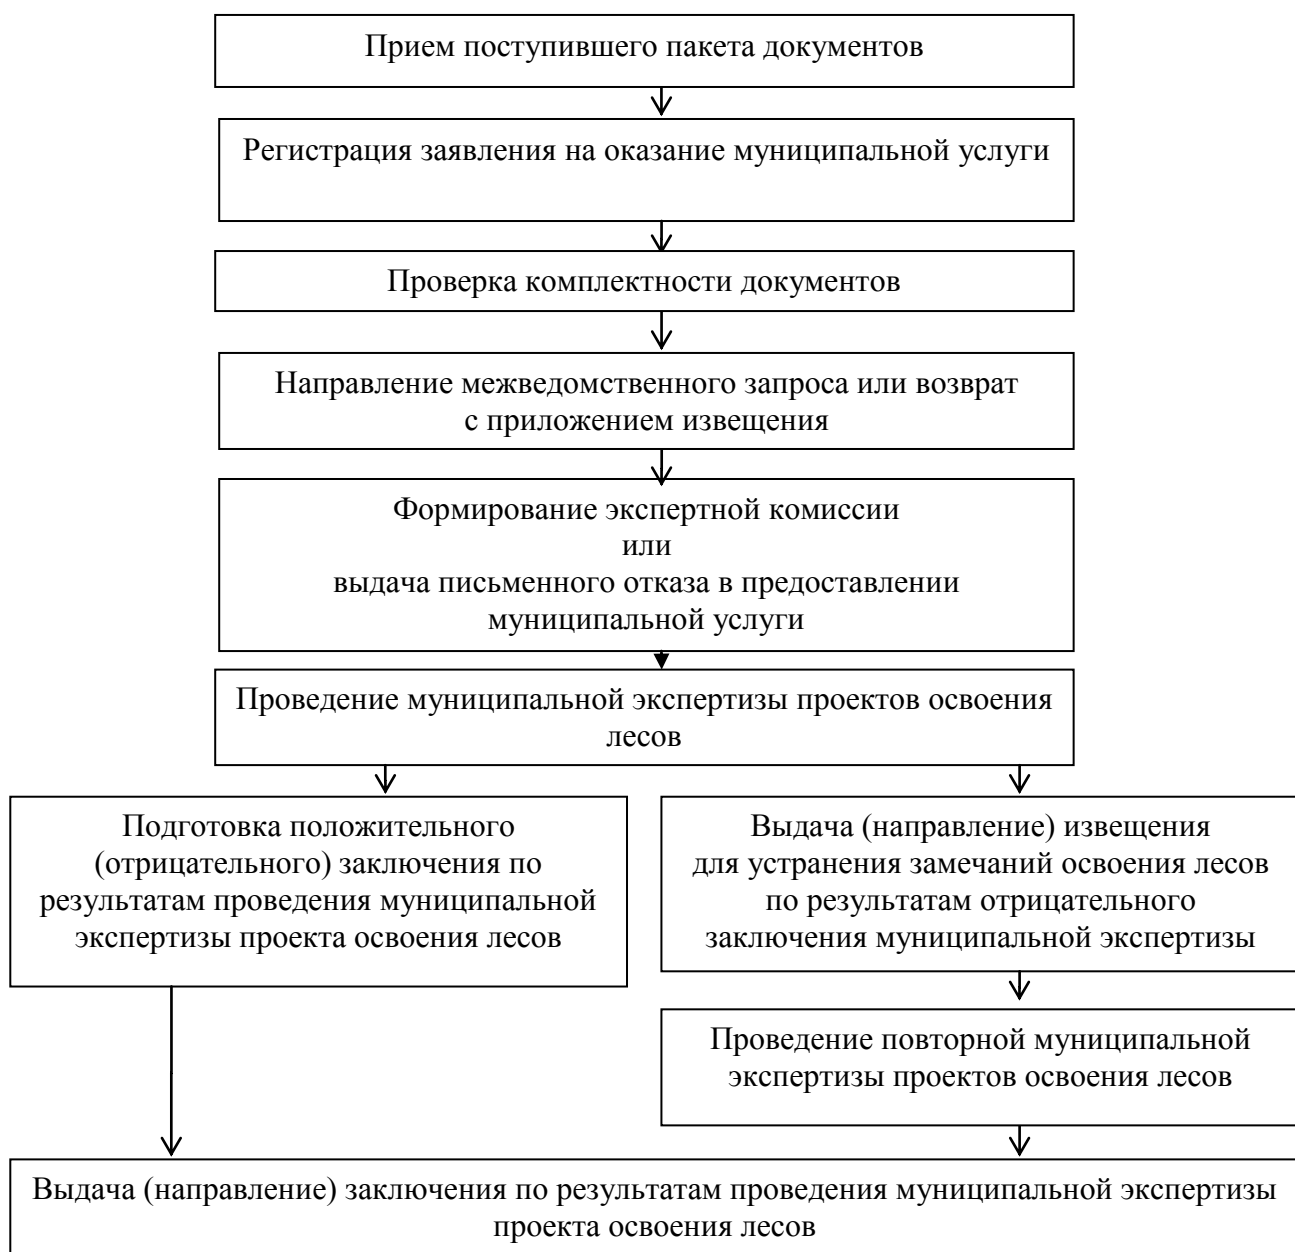 Прием поступившего пакета документов
Регистрация заявления на оказание муниципальной услуги
Проверка комплектности документов
Направление межведомственного запроса или возврат
с приложением извещения
Формирование экспертной комиссии
или
выдача письменного отказа в предоставлении
муниципальной услуги
Проведение муниципальной экспертизы проектов освоения
лесов
Подготовка положительного
(отрицательного) заключения по
результатам проведения муниципальной
экспертизы проекта освоения лесов
Выдача (направление) извещения
для устранения замечаний освоения лесов
по результатам отрицательного
заключения муниципальной экспертизы
Проведение повторной муниципальной
экспертизы проектов освоения лесов
Выдача (направление) заключения по результатам проведения муниципальной экспертизы
проекта освоения лесов